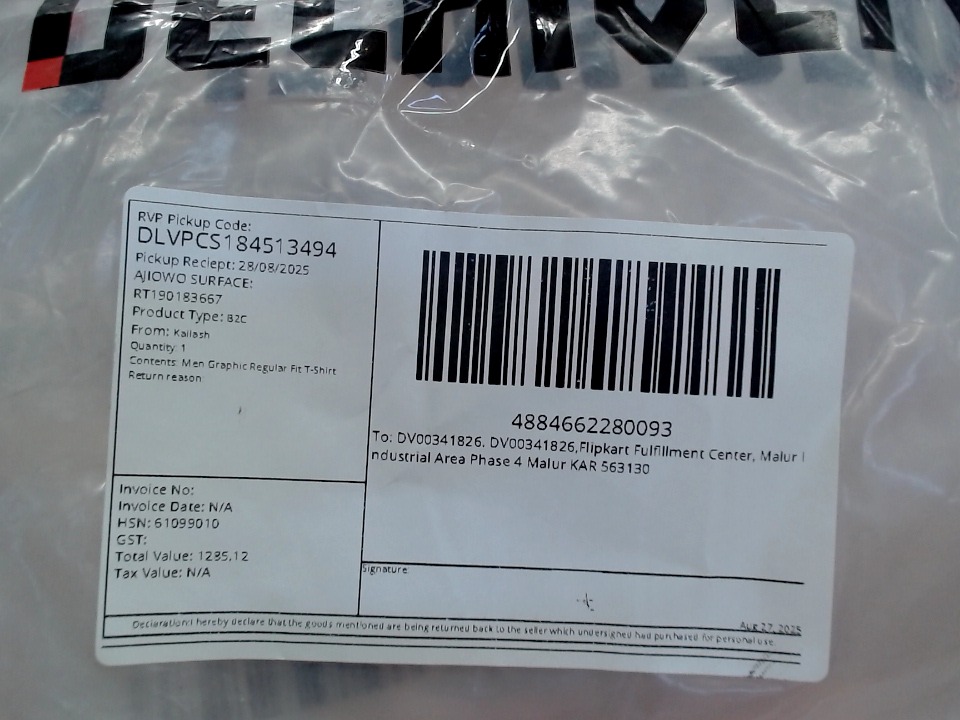 DELHIVERY
RVP Pickup Code:
DLVPCS184513494
Pickup Reciept: 28/08/2025
AJIOWO SURFACE:
RT190183667
Product Type: B2C
From: Kailash
Quantity: 1
Contents: Men Graphic Regular Fit T-Shirt
Return reason:
Invoice No:
Invoice Date: N/A
HSN: 61099010
GST:
Total Value: 1285.12
Tax Value: N/A
4884662280093
To: DV00341826, DV00341826,Flipkart Fulfillment Center, Malur I
ndustrial Area Phase 4 Malur KAR 563130
Signature:
Aug 27, 2025
Declaration:I hereby declare that the goods mentioned are being returned back to the seller which undersigned had purchased for personal use.